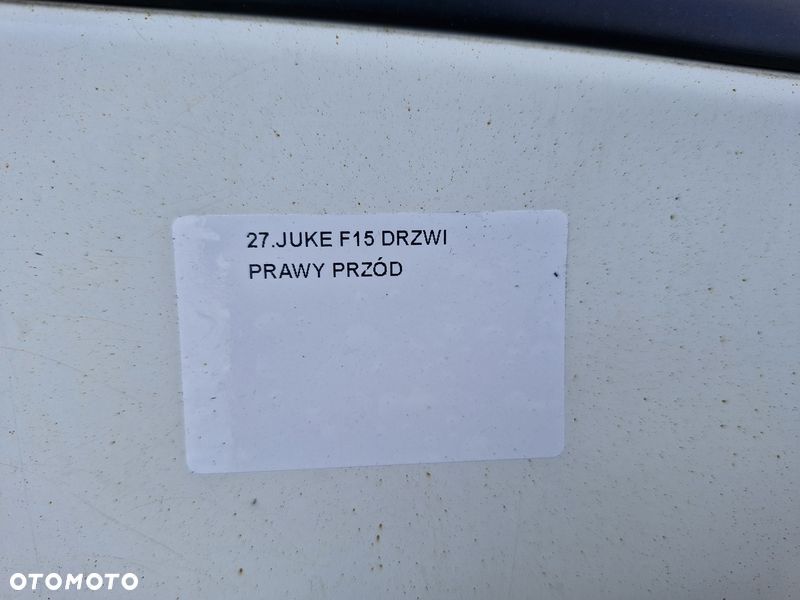 27.JUKE F15 DRZWI
PRAWY PRZÓD
OTOMOTO